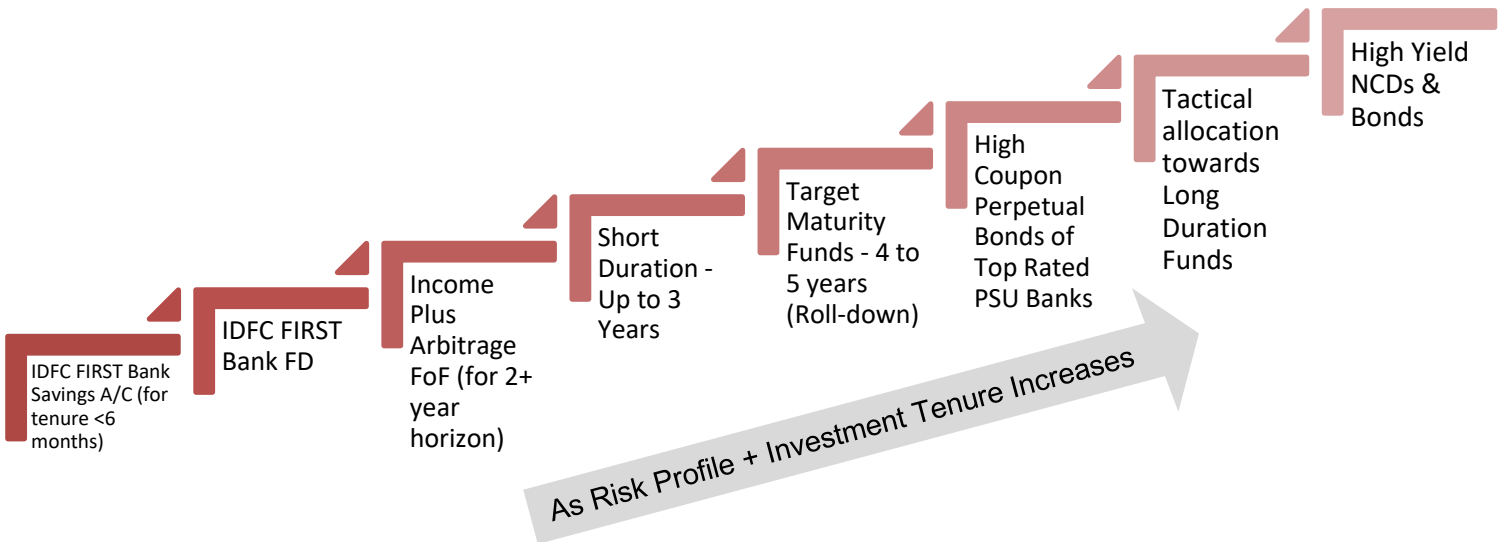 IDFC FIRST Bank
Savings A/C (for
tenure <6
months)
IDFC FIRST
Bank FD
Income
Plus
Arbitrage
FoF (for 2+
year
horizon)
Short
Duration -
Up to 3
Years
Target
Maturity
Funds - 4 to
5 years
(Roll-down)
High
Coupon
Perpetual
Bonds of
Top Rated
PSU Banks
Tactical
allocation
towards
Long
Duration
Funds
High Yield
NCDs &
Bonds
As Risk Profile + Investment Tenure Increases